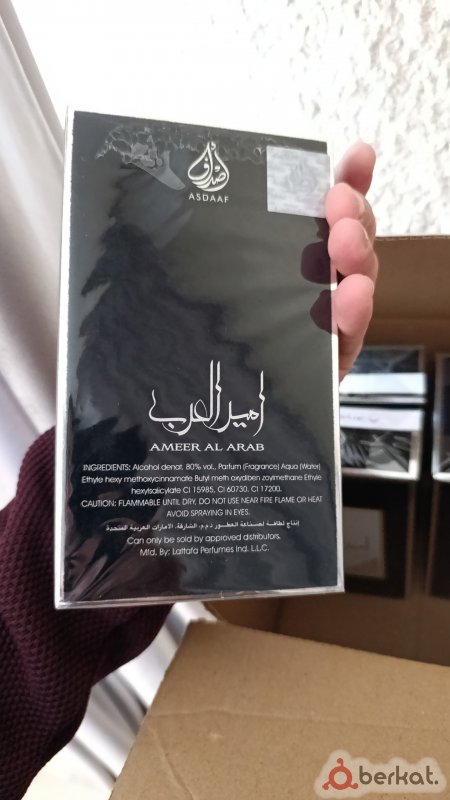 اصداف
ASDAAF
امير العرب
AMEER AL ARAB
INGREDIENTS: Alcohol denat. 80% vol., Parfum (Fragrance) Aqua (Water)
Ethyle hexy methoxycinnamate Butyl meth oxydiben zoylmethane Ethyle
hexylsalicylate CI 15985, CI 60730, CI 17200.
CAUTION: FLAMMABLE UNTIL DRY, DO NOT USE NEAR FIRE FLAME OR HEAT
AVOID SPRAYING IN EYES.
إنتاج لطافة لصناعة العطور ذ.م.م. الشارقة، الامارات العربية المتحدة
Can only be sold by approved distributors.
Mfd. By: Lattafa Perfumes Ind. L.L.C.
berkat.